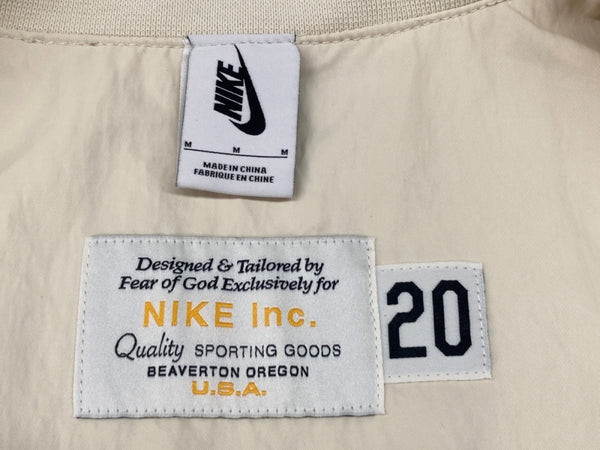 NIKE
M M M
MADE IN CHINA
FABRIQUE EN CHINE
Designed & Tailored by
Fear of God Exclusively for
NIKE Inc.
Quality SPORTING GOODS
BEAVERTON OREGON
U.S.A.
20